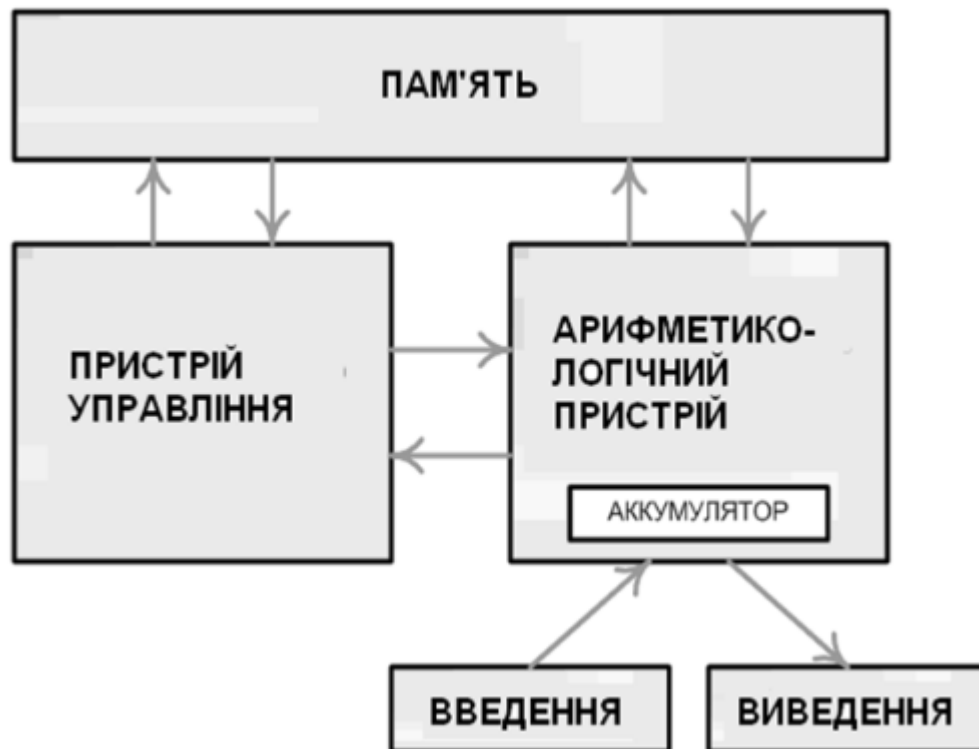 ПАМ'ЯТЬ
ПРИСТРІЙ
УПРАВЛІННЯ
АРИФМЕТИКО-
ЛОГІЧНИЙ
ПРИСТРІЙ
АККУМУЛЯТОР
ВВЕДЕННЯ
ВИВЕДЕННЯ